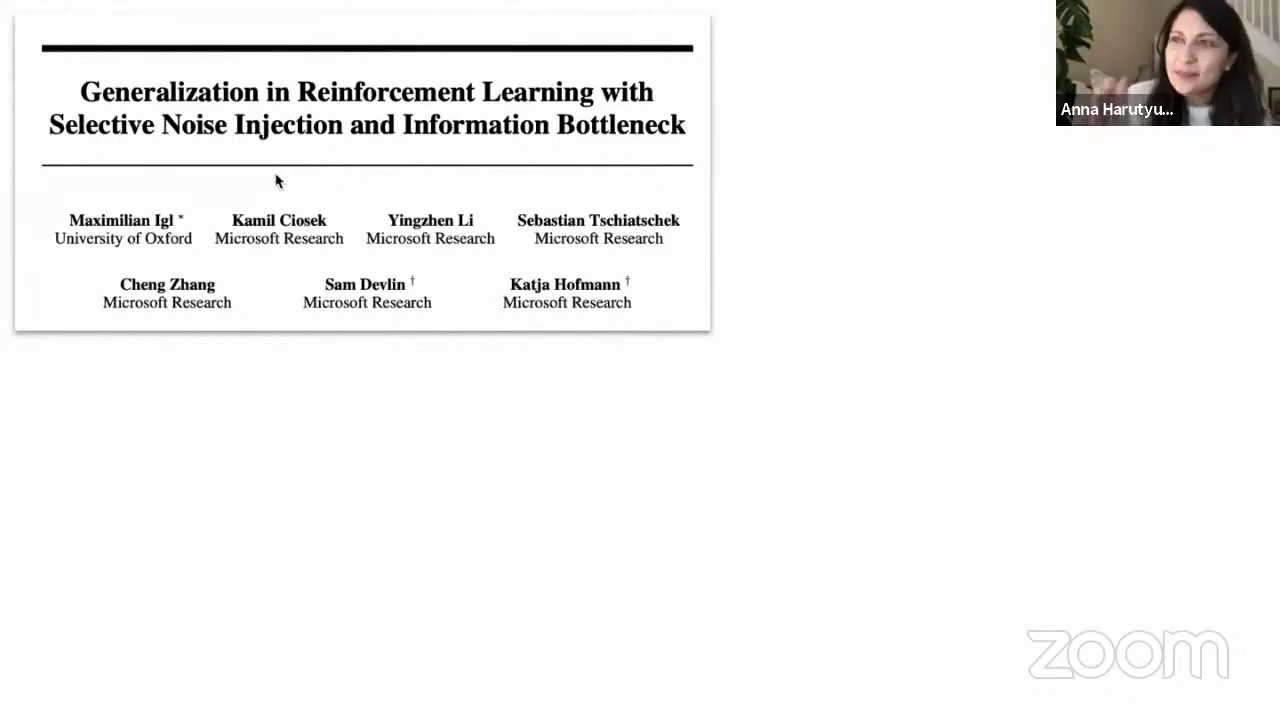 Generalization in Reinforcement Learning with
Selective Noise Injection and Information Bottleneck
Maximilian Igl * Kamil Ciosek Yingzhen Li Sebastian Tschiatschek
University of Oxford Microsoft Research Microsoft Research Microsoft Research
Cheng Zhang Sam Devlin † Katja Hofmann †
Microsoft Research Microsoft Research Microsoft Research
Anna Harutyu...
zoom